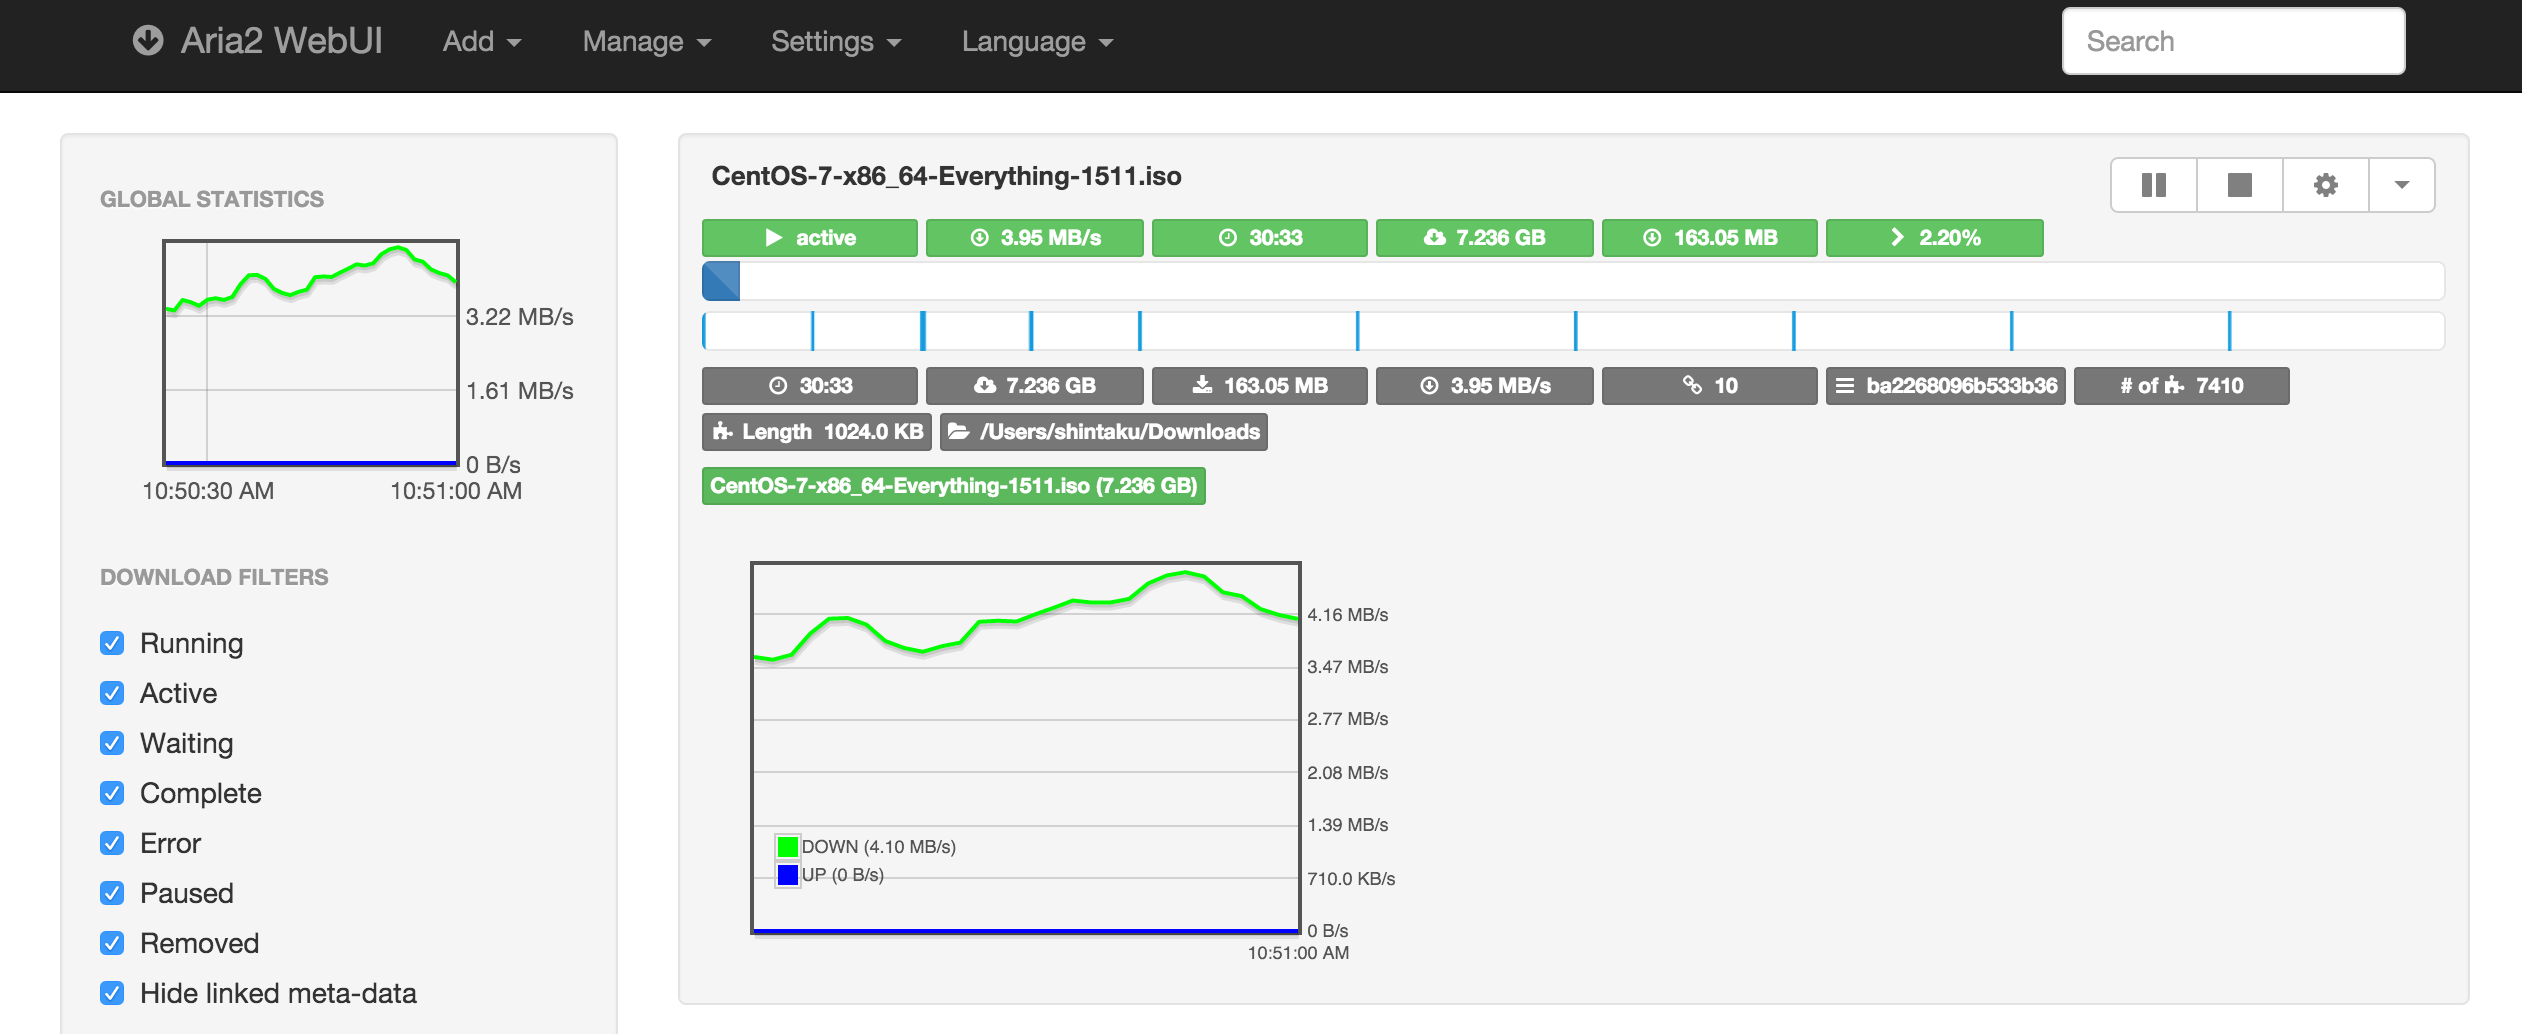 Aria2 WebUI Add Manage Settings Language Search
GLOBAL STATISTICS
3.22 MB/s
1.61 MB/s
0 B/s
10:50:30 AM 10:51:00 AM
DOWNLOAD FILTERS
Running
Active
Waiting
Complete
Error
Paused
Removed
Hide linked meta-data
CentOS-7-x86_64-Everything-1511.iso
active 3.95 MB/s 30:33 7.236 GB 163.05 MB 2.20%
30:33 7.236 GB 163.05 MB 3.95 MB/s 10 ba2268096b533b36 # of 7410
Length 1024.0 KB /Users/shintaku/Downloads
CentOS-7-x86_64-Everything-1511.iso (7.236 GB)
4.16 MB/s
3.47 MB/s
2.77 MB/s
2.08 MB/s
1.39 MB/s
DOWN (4.10 MB/s)
UP (0 B/s)
710.0 KB/s
0 B/s
10:51:00 AM